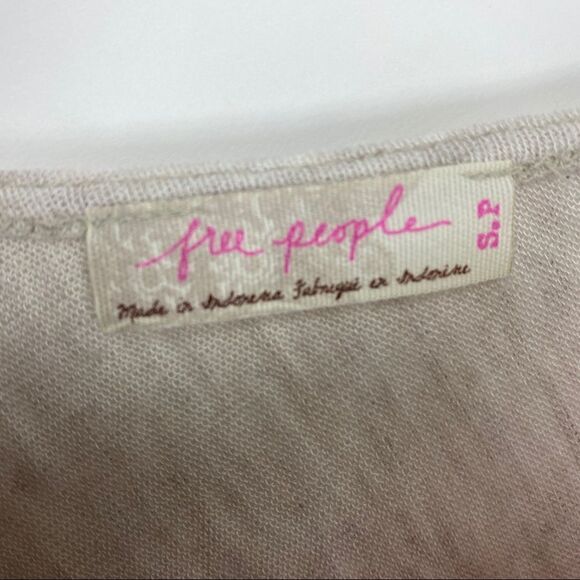 free people
S.P
Made in Indonesia Fabriqué en Indonésie